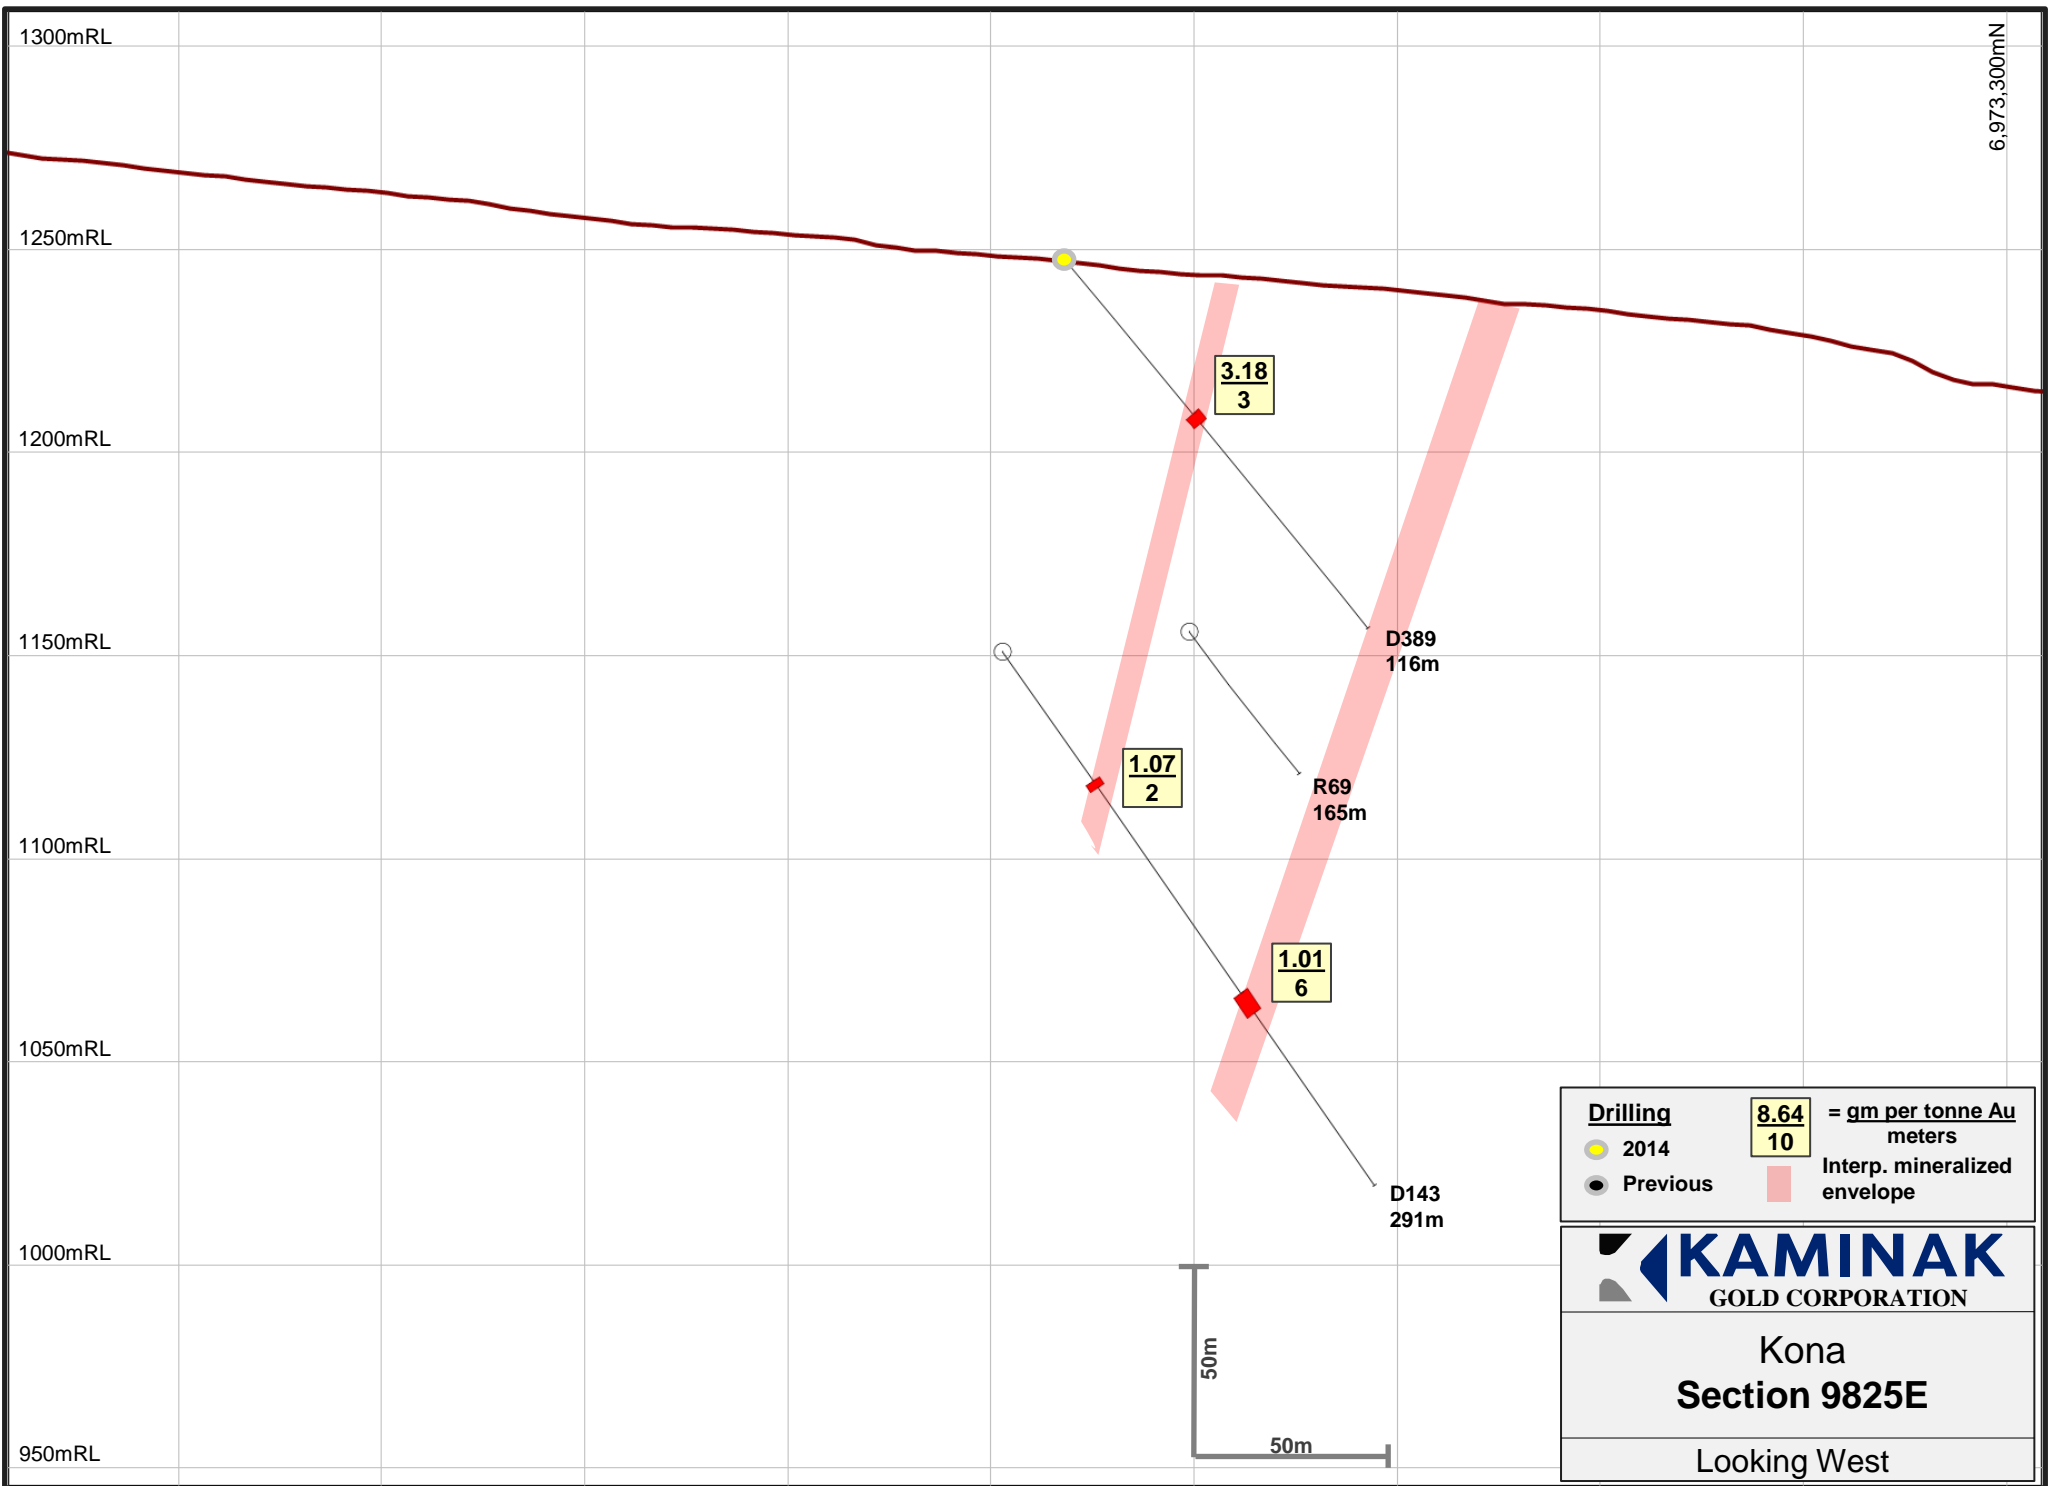 1300mRL
6,973,300mN
1250mRL
3.18
3
1200mRL
1150mRL
D389
116m
1.07
2
R69
165m
1100mRL
1.01
6
1050mRL
D143
291m
1000mRL
50m
50m
950mRL
Drilling
2014
Previous
8.64
10
= gm per tonne Au
meters
Interp. mineralized
envelope
KAMINAK
GOLD CORPORATION
Kona
Section 9825E
Looking West